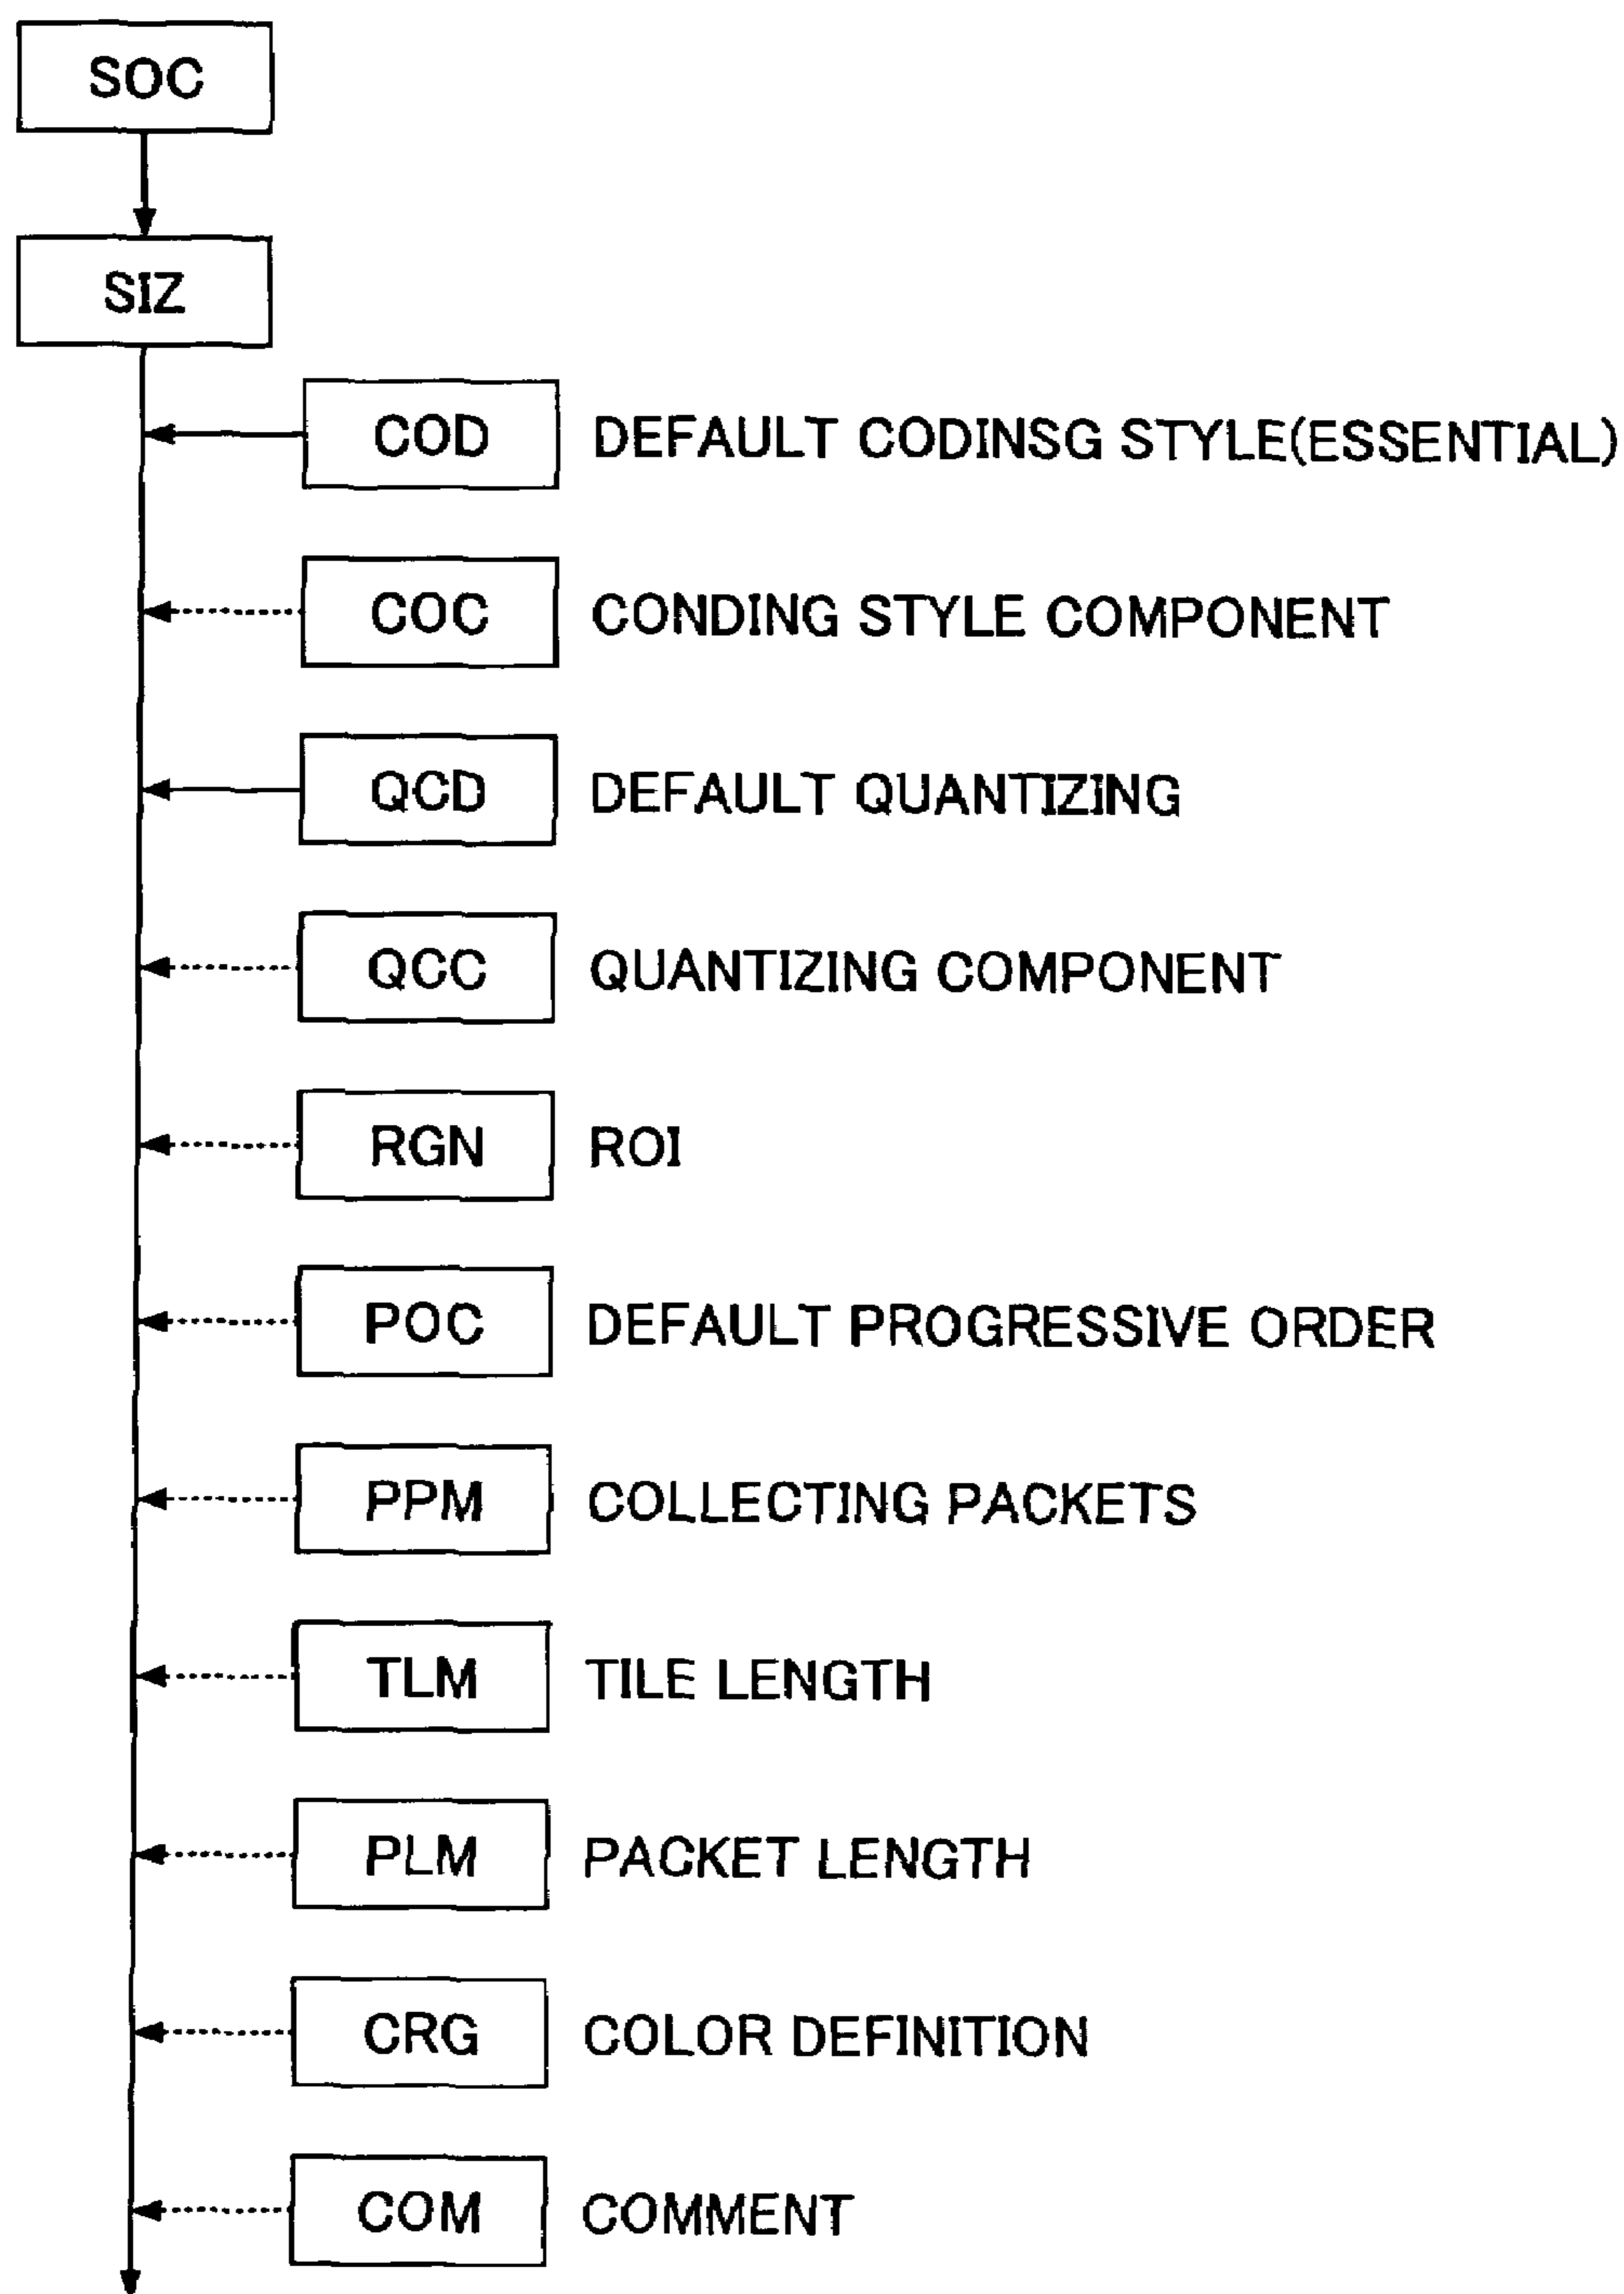 SOC
SIZ
COD DEFAULT CODINSG STYLE(ESSENTIAL)
COC CONDING STYLE COMPONENT
QCD DEFAULT QUANTIZING
QCC QUANTIZING COMPONENT
RGN ROI
POC DEFAULT PROGRESSIVE ORDER
PPM COLLECTING PACKETS
TLM TILE LENGTH
PLM PACKET LENGTH
CRG COLOR DEFINITION
COM COMMENT